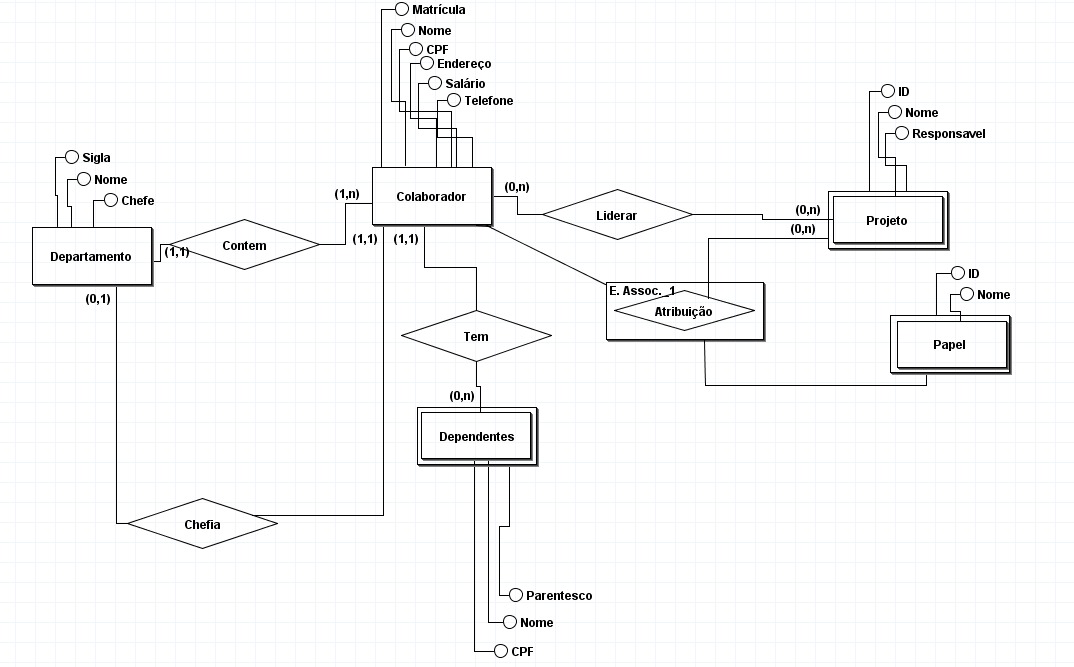 Matrícula
Nome
CPF
Endereço
Salário
Telefone
ID
Nome
Responsavel
Sigla
Nome
Chefe
(1,n)
Colaborador
(0,n)
Liderar
(0,n)
Projeto
(0,n)
Departamento
(1,1)
Contem
(1,1)
(1,1)
(0,1)
E. Assoc._1
Atribuição
ID
Nome
Papel
Tem
(0,n)
Dependentes
Chefia
Parentesco
Nome
CPF